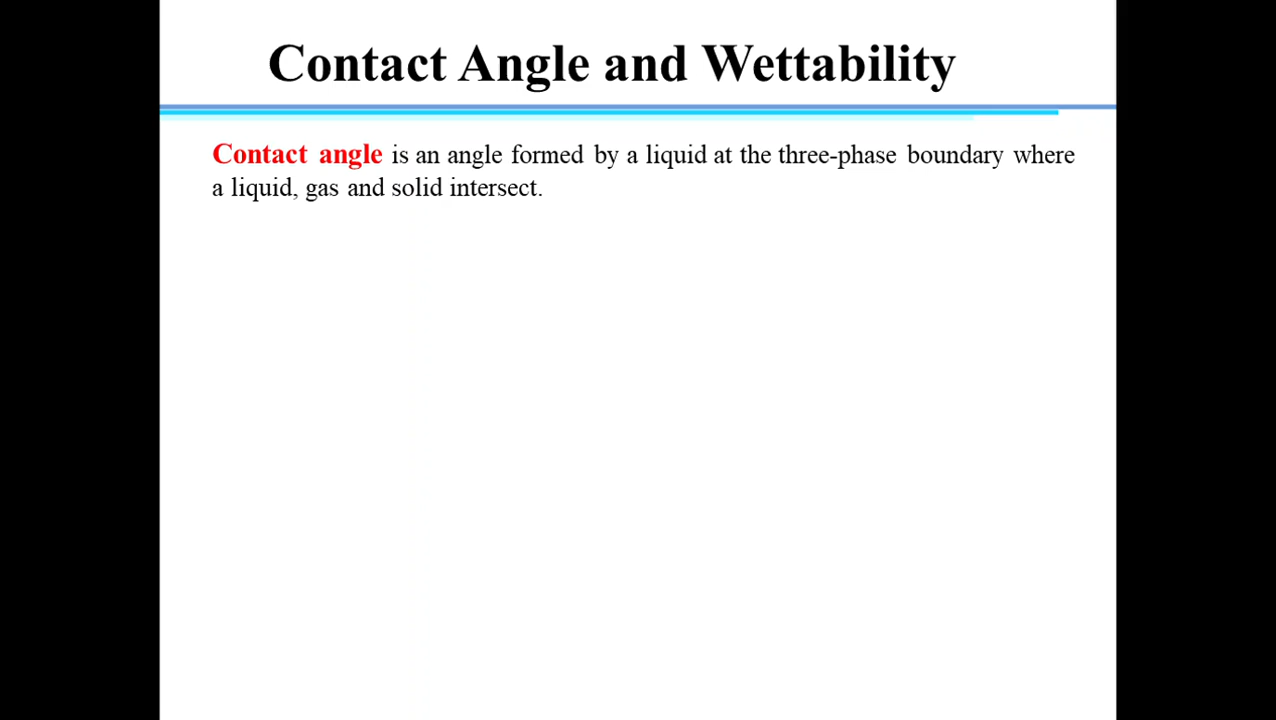 Contact Angle and Wettability
Contact angle is an angle formed by a liquid at the three-phase boundary where
a liquid, gas and solid intersect.